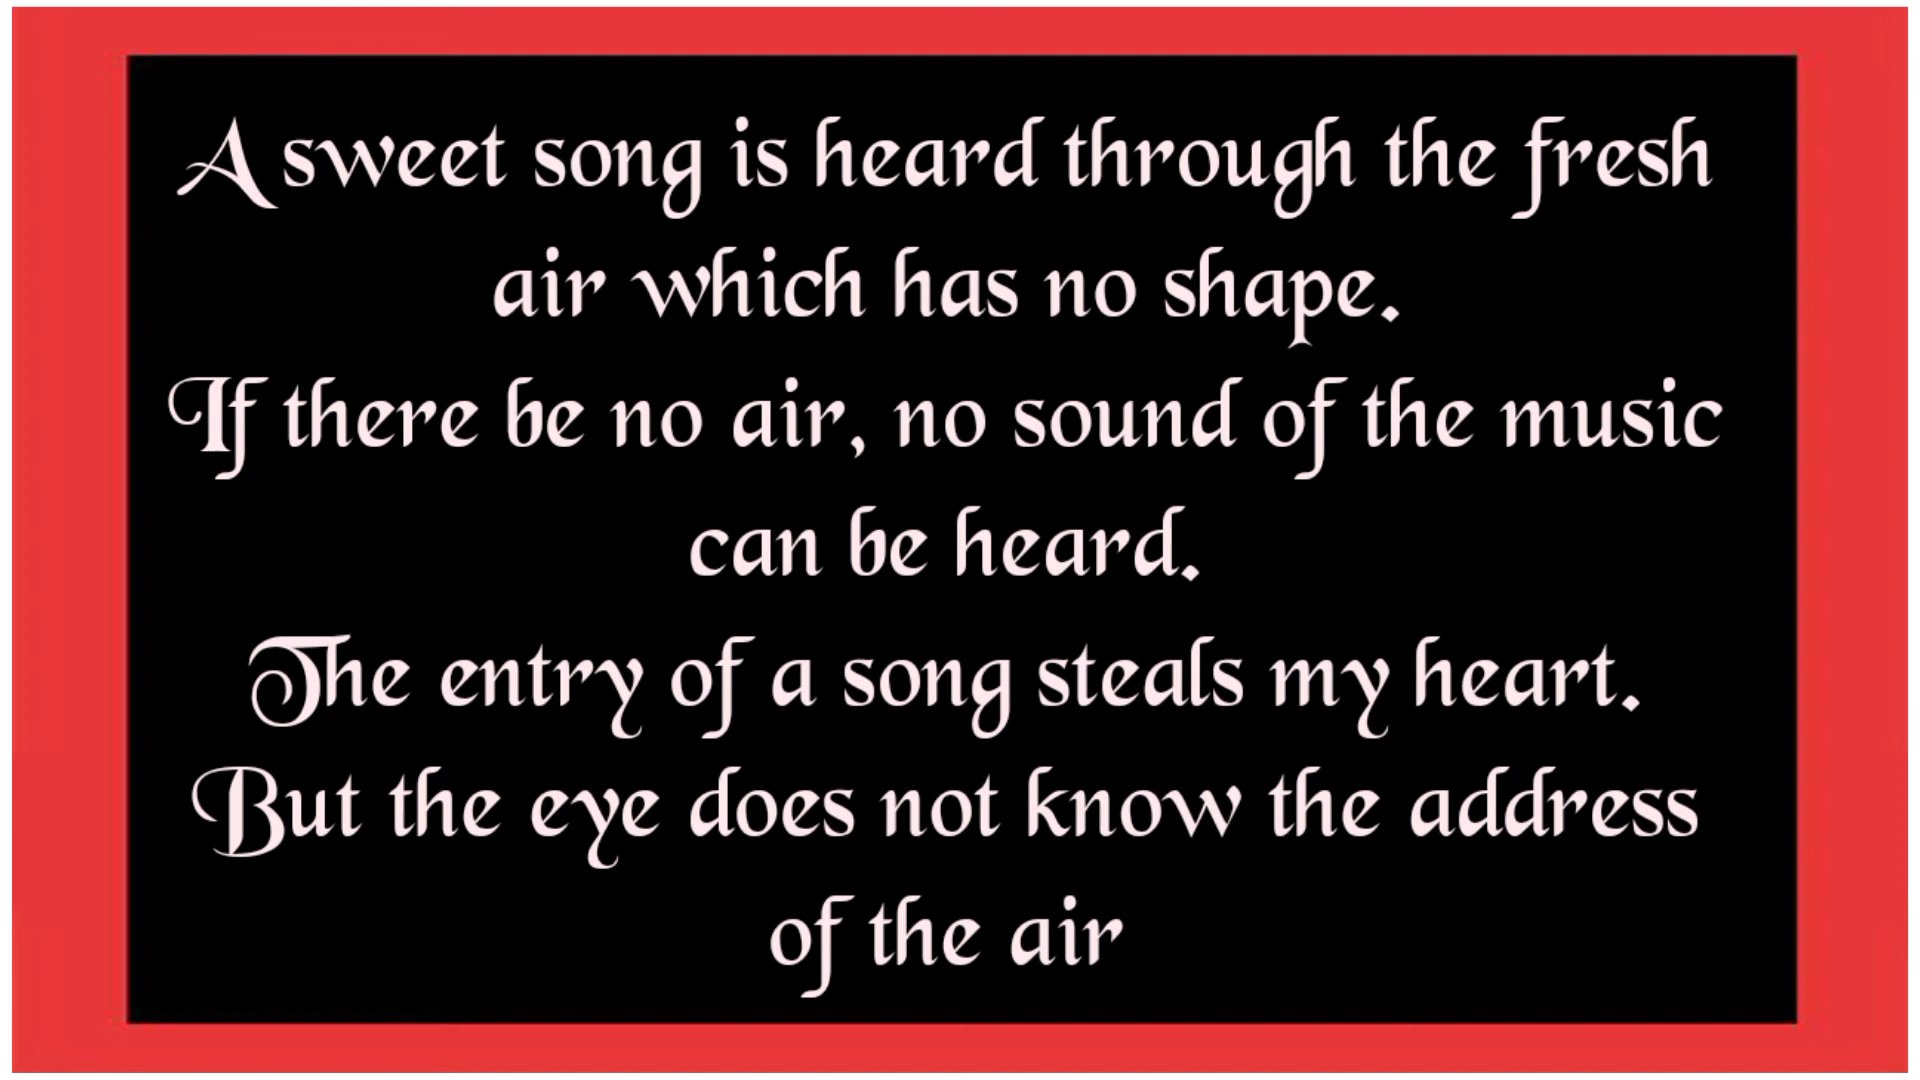 A sweet song is heard through the fresh
air which has no shape.
If there be no air, no sound of the music
can be heard.
The entry of a song steals my heart.
But the eye does not know the address
of the air